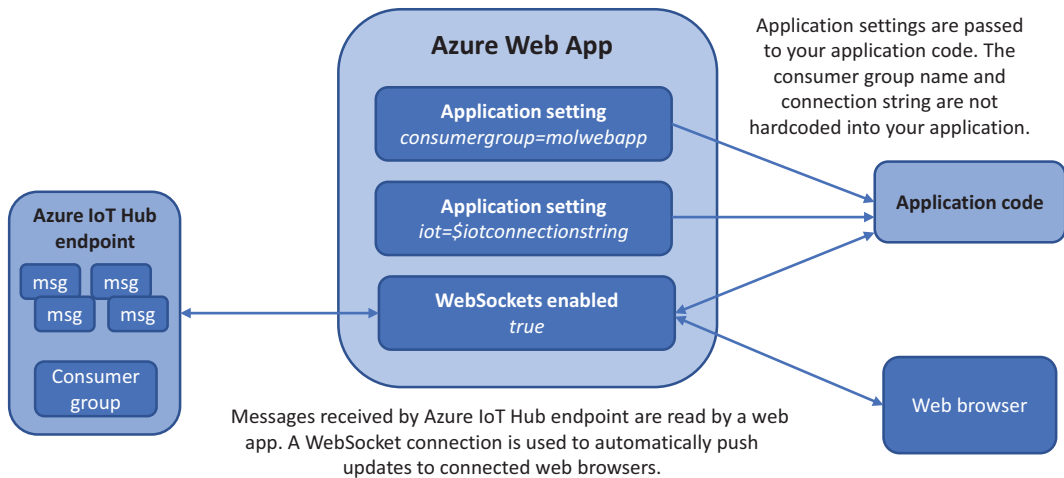 Azure Web App
Application setting
consumergroup=molwebapp
Application setting
iot=$iotconnectionstring
WebSockets enabled
true
Application settings are passed
to your application code. The
consumer group name and
connection string are not
hardcoded into your application.
Azure IoT Hub
endpoint
msg
msg
msg
msg
Consumer
group
Application code
Web browser
Messages received by Azure IoT Hub endpoint are read by a web
app. A WebSocket connection is used to automatically push
updates to connected web browsers.